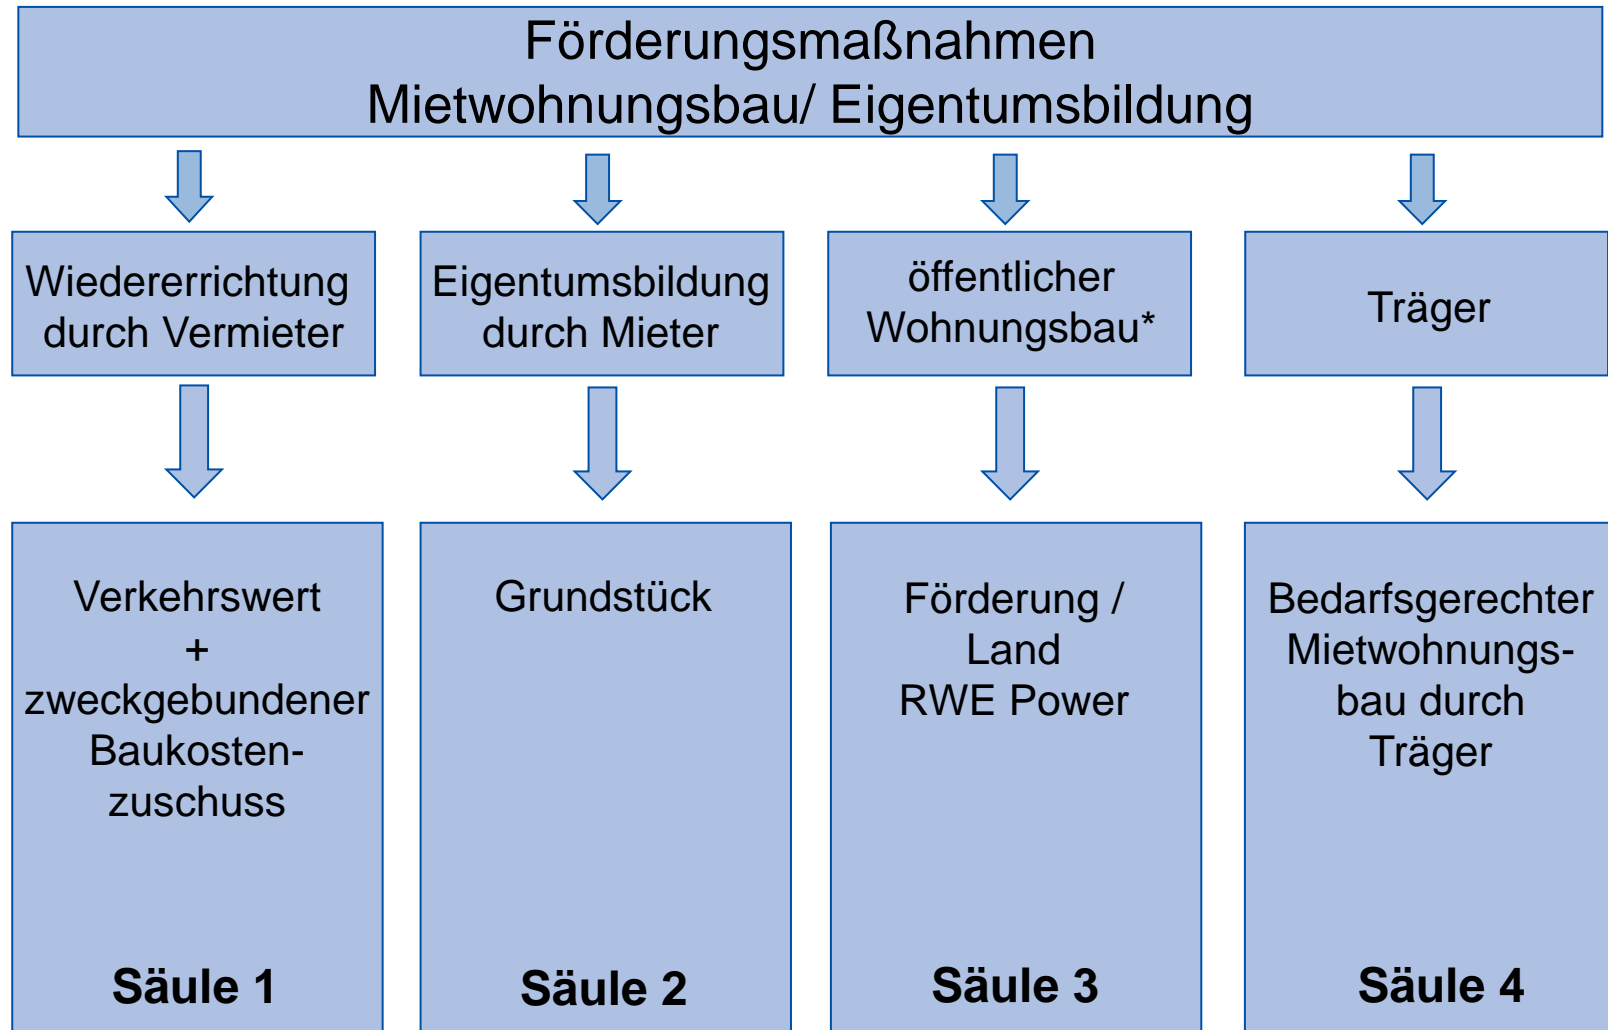 Förderungsmaßnahmen
Mietwohnungsbau/ Eigentumsbildung
Wiedererrichtung
durch Vermieter
Eigentumsbildung
durch Mieter
öffentlicher
Wohnungsbau*
Träger
Verkehrswert
+
zweckgebundener
Baukosten-
zuschuss
Säule 1
Grundstück
Säule 2
Förderung /
Land
RWE Power
Säule 3
Bedarfsgerechter
Mietwohnungs-
bau durch
Träger
Säule 4